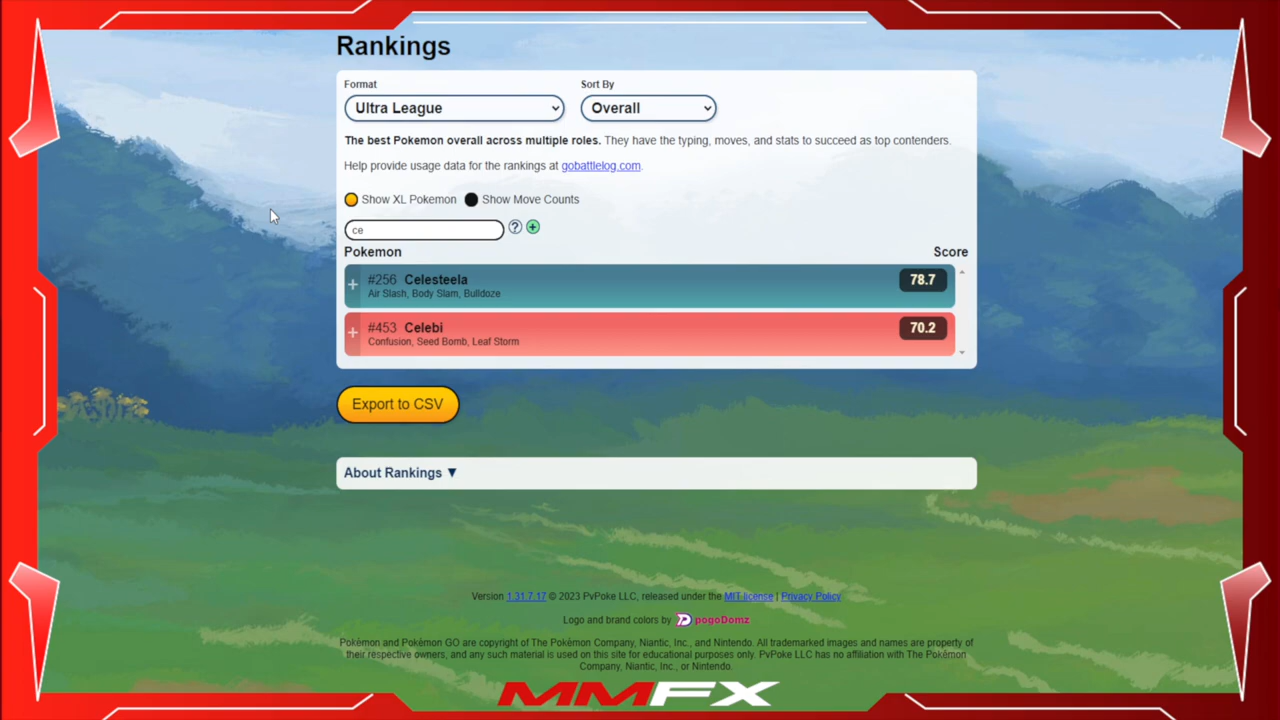 Rankings
Format
Sort By
Ultra League
Overall
The best Pokemon overall across multiple roles. They have the typing, moves, and stats to succeed as top contenders.
Help provide usage data for the rankings at gobattlelog.com.
Show XL Pokemon
Show Move Counts
ce
?
+
Pokemon
Score
+
#256 Celesteela
78.7
Air Slash, Body Slam, Bulldoze
+
#453 Celebi
70.2
Confusion, Seed Bomb, Leaf Storm
Export to CSV
About Rankings ▼
Version 1.31.7.17 © 2023 PvPoke LLC, released under the MIT license | Privacy Policy
Logo and brand colors by pogoDomz
Pokémon and Pokémon GO are copyright of The Pokémon Company, Niantic, Inc., and Nintendo. All trademarked images and names are property of
their respective owners, and any such material is used on this site for educational purposes only. PvPoke LLC has no affiliation with The Pokémon
Company, Niantic, Inc., or Nintendo.
MMFX